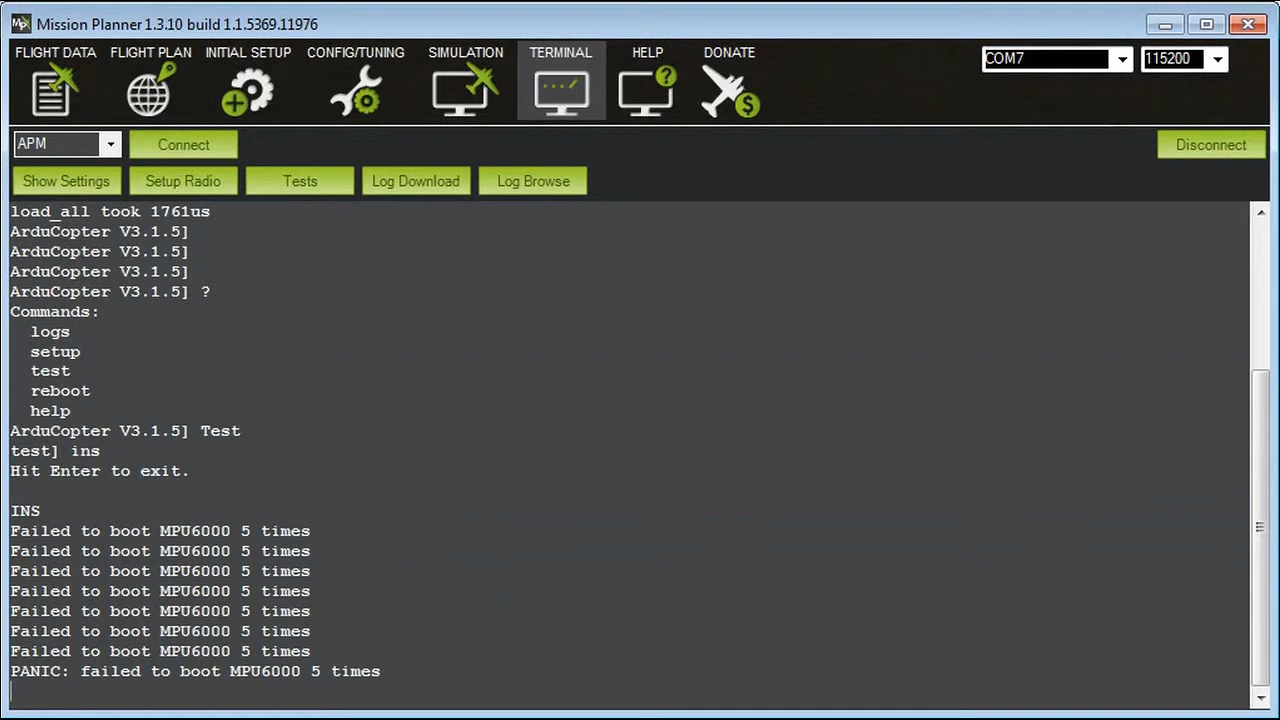 Mission Planner 1.3.10 build 1.1.5369.11976
FLIGHT DATA FLIGHT PLAN INITIAL SETUP CONFIG/TUNING SIMULATION TERMINAL HELP DONATE
COM7 115200
APM Connect Disconnect
Show Settings Setup Radio Tests Log Download Log Browse
load_all took 1761us
ArduCopter V3.1.5]
ArduCopter V3.1.5]
ArduCopter V3.1.5]
ArduCopter V3.1.5] ?
Commands:
logs
setup
test
reboot
help
ArduCopter V3.1.5] Test
test] ins
Hit Enter to exit.
INS
Failed to boot MPU6000 5 times
Failed to boot MPU6000 5 times
Failed to boot MPU6000 5 times
Failed to boot MPU6000 5 times
Failed to boot MPU6000 5 times
Failed to boot MPU6000 5 times
Failed to boot MPU6000 5 times
PANIC: failed to boot MPU6000 5 times